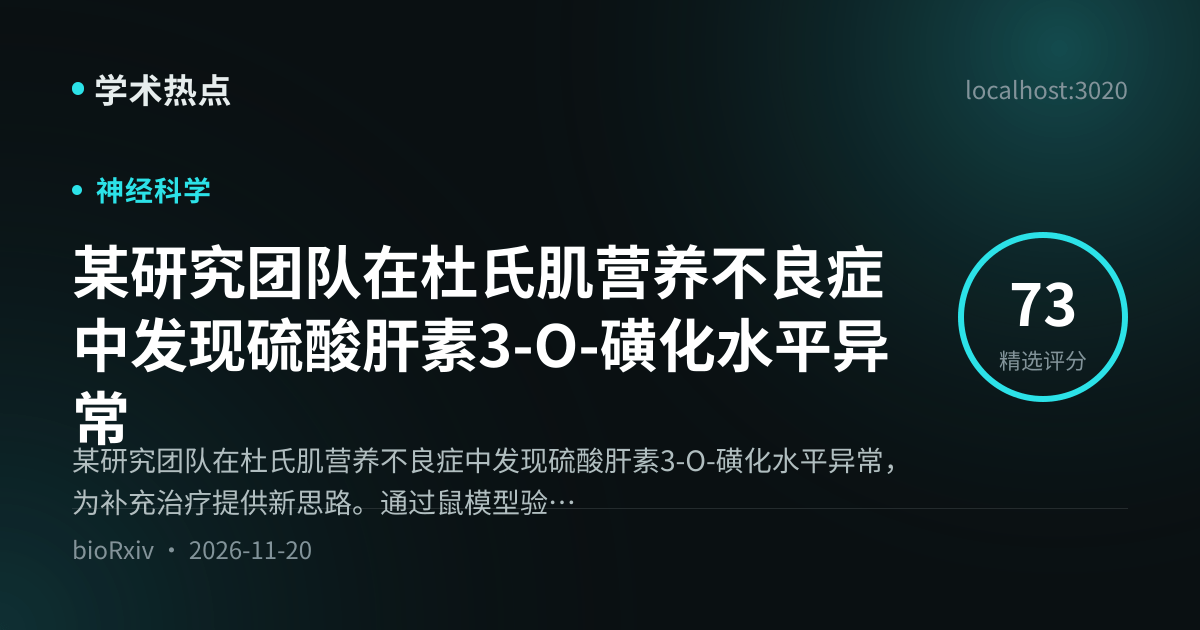 学术热点
localhost:3020
神经科学
某研究团队在杜氏肌营养不良症
中发现硫酸肝素3-O-磺化水平异
常
73
精选评分
某研究团队在杜氏肌营养不良症中发现硫酸肝素3-O-磺化水平异常，
为补充治疗提供新思路。通过鼠模型验…
bioRxiv • 2026-11-20